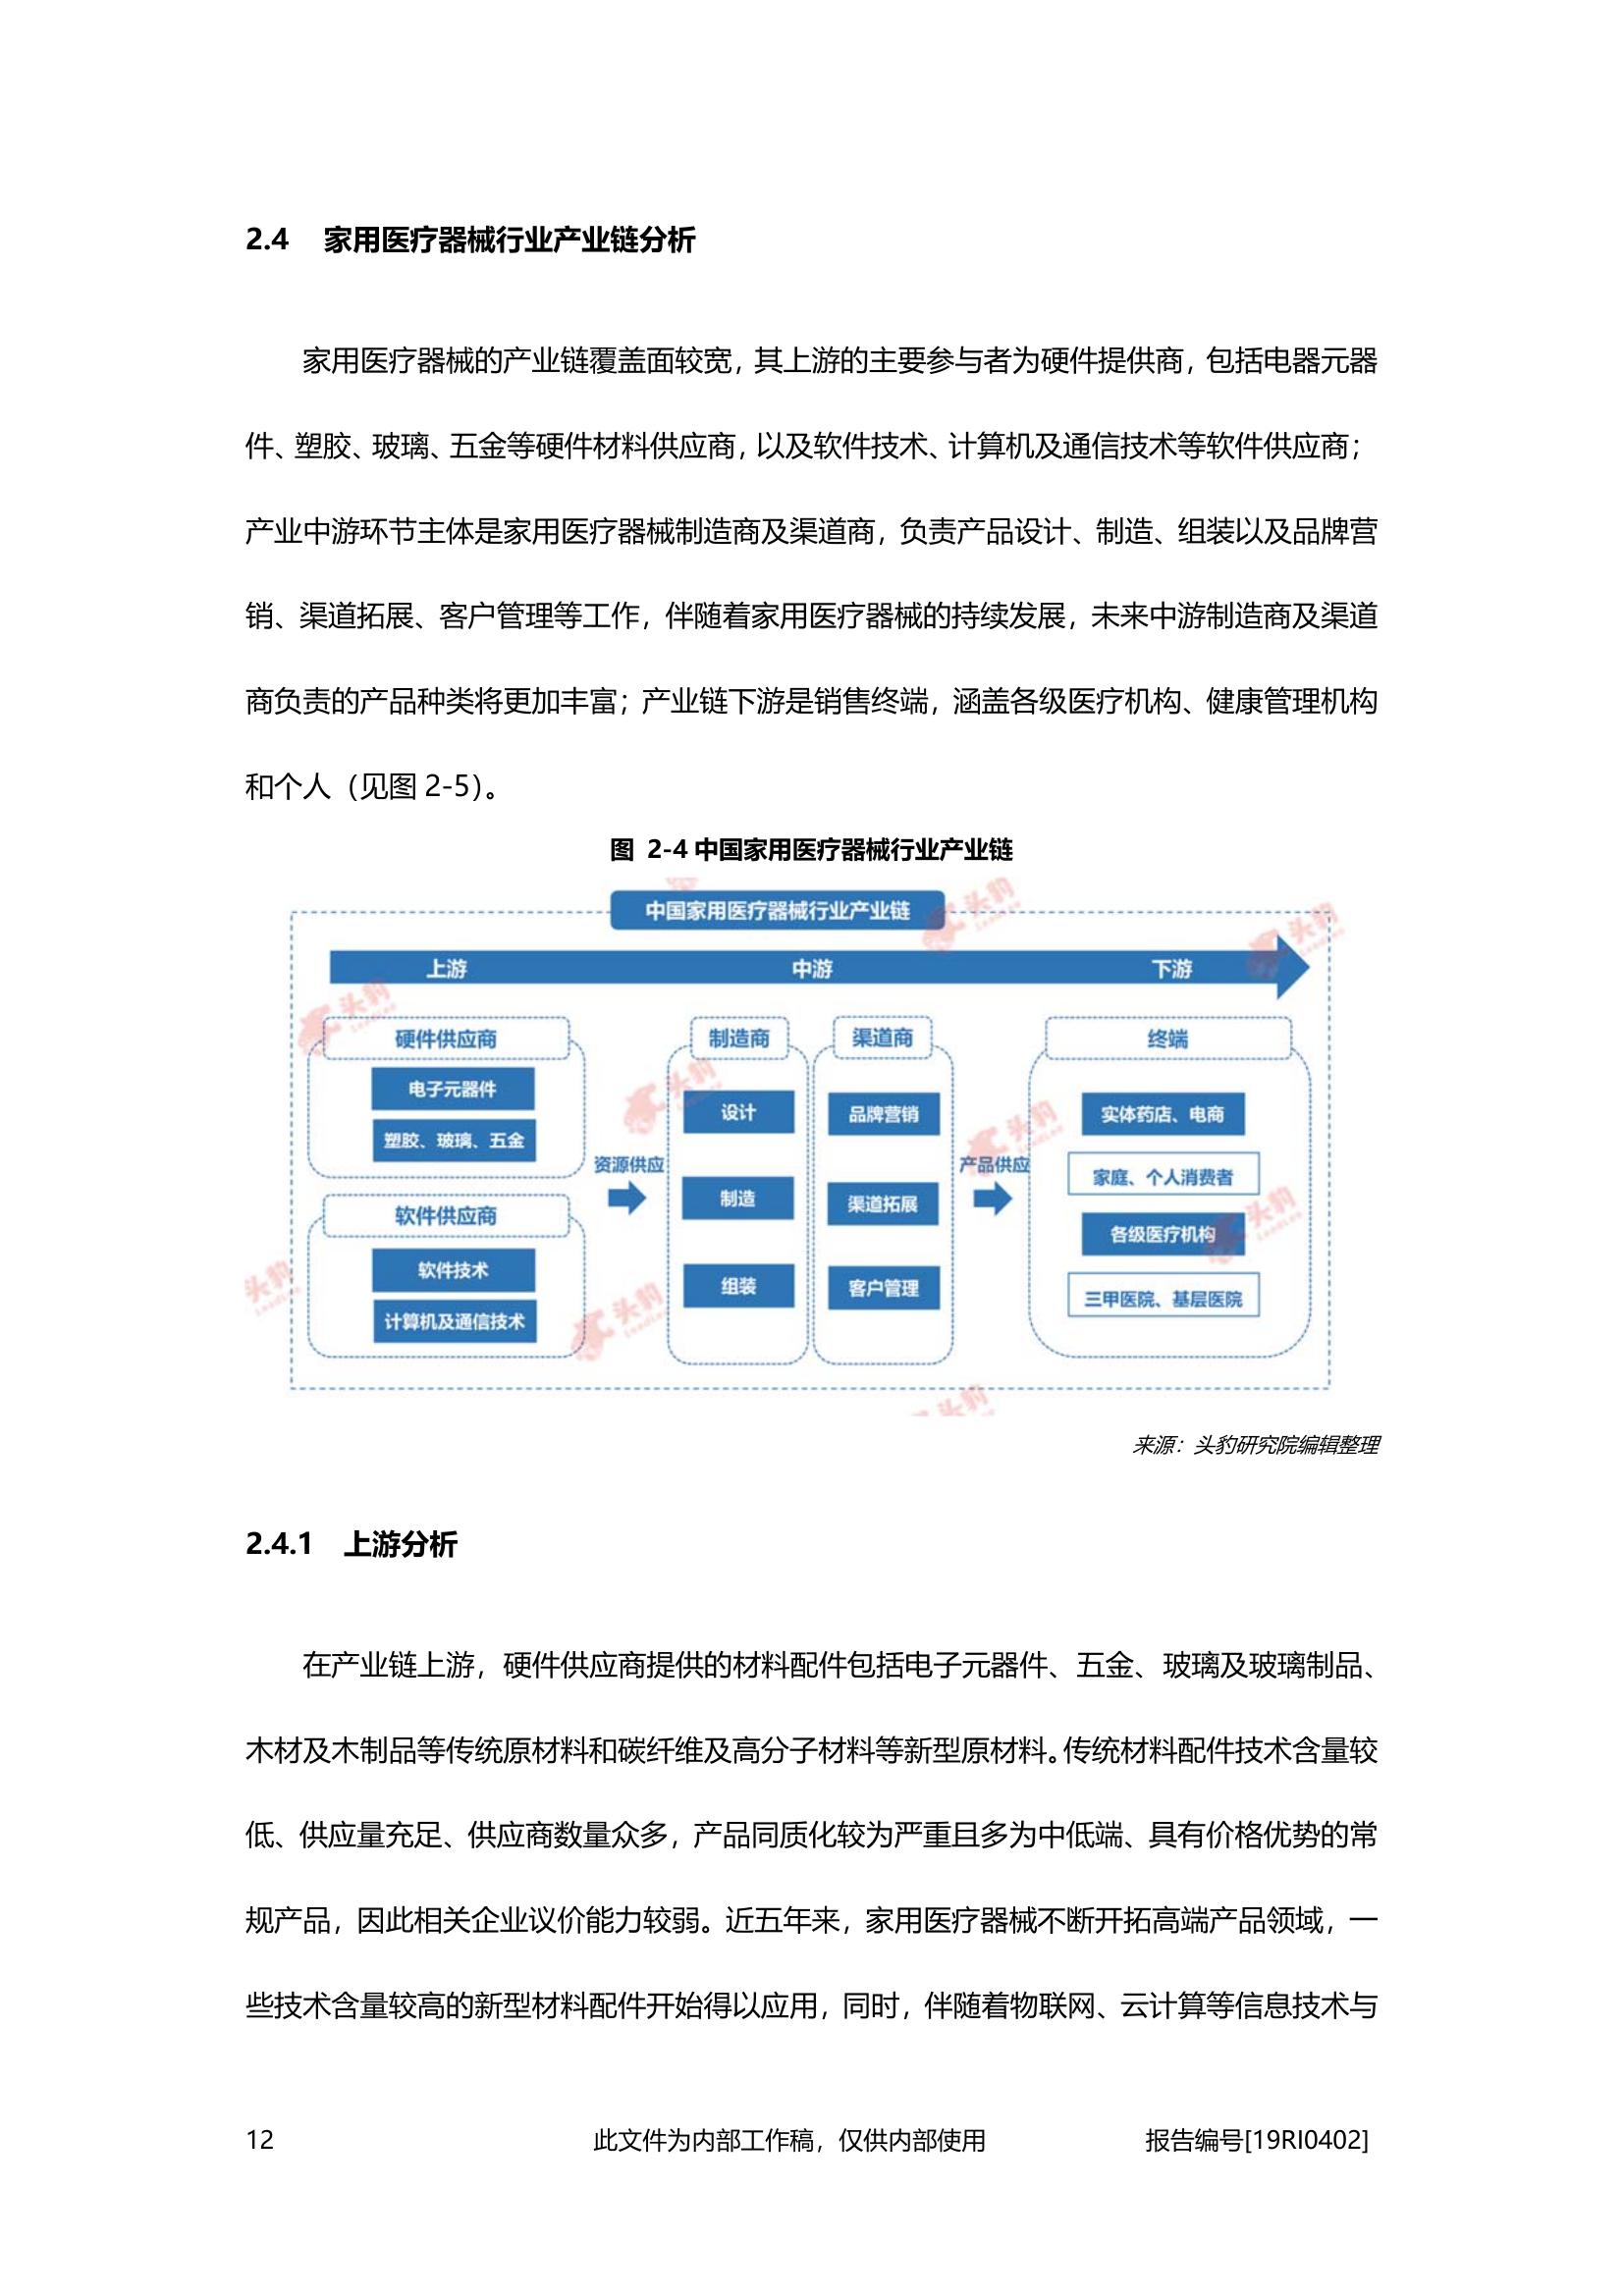 2.4 家用医疗器械行业产业链分析
家用医疗器械的产业链覆盖面较宽，其上游的主要参与者为硬件提供商，包括电器元器
件、塑胶、玻璃、五金等硬件材料供应商，以及软件技术、计算机及通信技术等软件供应商；
产业中游环节主体是家用医疗器械制造商及渠道商，负责产品设计、制造、组装以及品牌营
销、渠道拓展、客户管理等工作，伴随着家用医疗器械的持续发展，未来中游制造商及渠道
商负责的产品种类将更加丰富；产业链下游是销售终端，涵盖各级医疗机构、健康管理机构
和个人（见图 2-5）。
图 2-4 中国家用医疗器械行业产业链
中国家用医疗器械行业产业链
上游 中游 下游
硬件供应商
电子元器件
塑胶、玻璃、五金
软件供应商
软件技术
计算机及通信技术
资源供应
制造商
设计
制造
组装
渠道商
品牌营销
渠道拓展
客户管理
产品供应
终端
实体药店、电商
家庭、个人消费者
各级医疗机构
三甲医院、基层医院
头豹
LeadLeo
来源：头豹研究院编辑整理
2.4.1 上游分析
在产业链上游，硬件供应商提供的材料配件包括电子元器件、五金、玻璃及玻璃制品、
木材及木制品等传统原材料和碳纤维及高分子材料等新型原材料。传统材料配件技术含量较
低、供应量充足、供应商数量众多，产品同质化较为严重且多为中低端、具有价格优势的常
规产品，因此相关企业议价能力较弱。近五年来，家用医疗器械不断开拓高端产品领域，一
些技术含量较高的新型材料配件开始得以应用，同时，伴随着物联网、云计算等信息技术与
12 此文件为内部工作稿，仅供内部使用 报告编号[19RI0402]